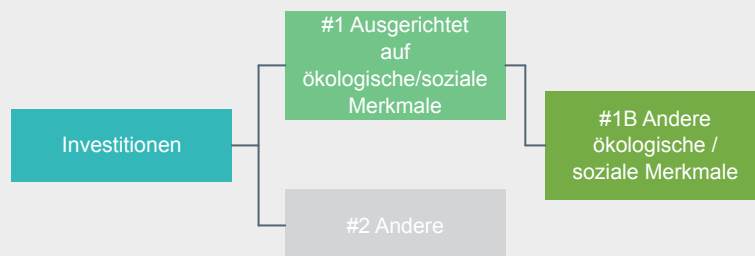 #1 Ausgerichtet
auf
ökologische/soziale
Merkmale
Investitionen
#1B Andere
ökologische /
soziale Merkmale
#2 Andere